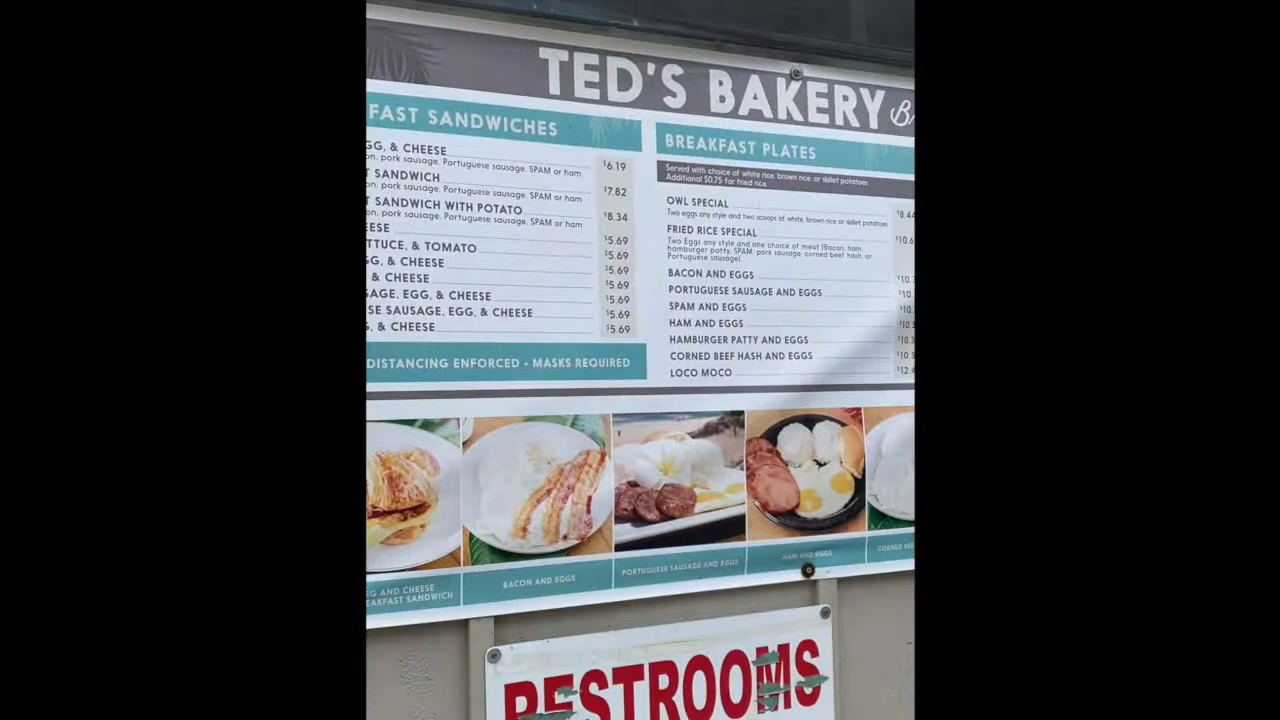 TED'S BAKERY
FAST SANDWICHES
GG, & CHEESE $6.19
on, pork sausage, Portuguese sausage, SPAM or ham
T SANDWICH $7.82
on, pork sausage, Portuguese sausage, SPAM or ham
T SANDWICH WITH POTATO $8.34
on, pork sausage, Portuguese sausage, SPAM or ham
EESE $5.69
TTUCE, & TOMATO $5.69
GG, & CHEESE $5.69
& CHEESE $5.69
SAGE, EGG, & CHEESE $5.69
SE SAUSAGE, EGG, & CHEESE $5.69
G, & CHEESE $5.69
DISTANCING ENFORCED - MASKS REQUIRED
BREAKFAST PLATES
Served with choice of white rice, brown rice, or skillet potatoes
Additional $0.75 for fried rice.
OWL SPECIAL $8.44
Two eggs any style and two scoops of white, brown rice or skillet potatoes
FRIED RICE SPECIAL $10.6
Two Eggs any style and one choice of meat (Bacon, ham,
hamburger patty, SPAM, pork sausage, corned beef hash, or
Portuguese sausage)
BACON AND EGGS $10.3
PORTUGUESE SAUSAGE AND EGGS $10.
SPAM AND EGGS $10.
HAM AND EGGS $10.3
HAMBURGER PATTY AND EGGS $10.3
CORNED BEEF HASH AND EGGS $10.3
LOCO MOCO $12.4
GG AND CHEESE
EAKFAST SANDWICH
BACON AND EGGS
PORTUGUESE SAUSAGE AND EGGS
HAM AND EGGS
CORNED BEE
RESTROOMS